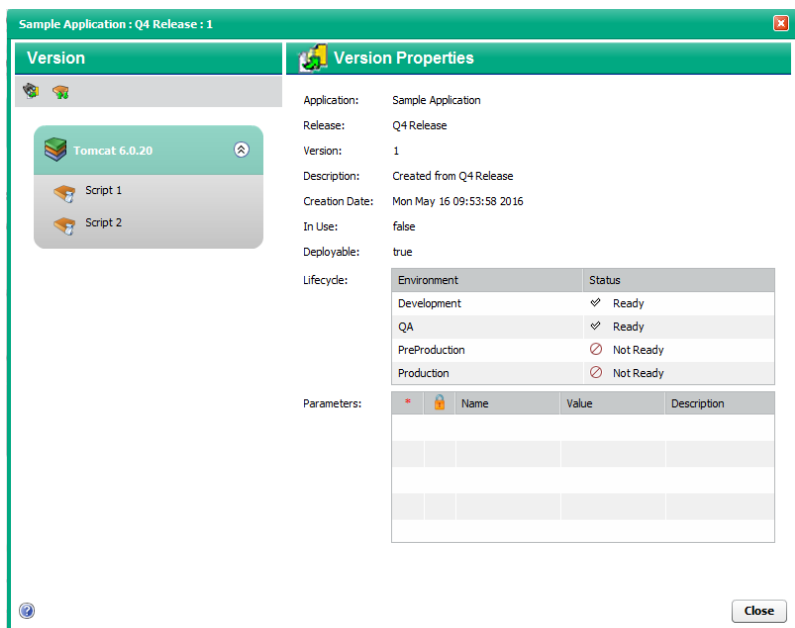 Sample Application : Q4 Release : 1
Version
Version Properties
Tomcat 6.0.20
Script 1
Script 2
Application: Sample Application
Release: Q4 Release
Version: 1
Description: Created from Q4 Release
Creation Date: Mon May 16 09:53:58 2016
In Use: false
Deployable: true
Lifecycle: Environment Status
Development Ready
QA Ready
PreProduction Not Ready
Production Not Ready
Parameters: * Name Value Description
Close